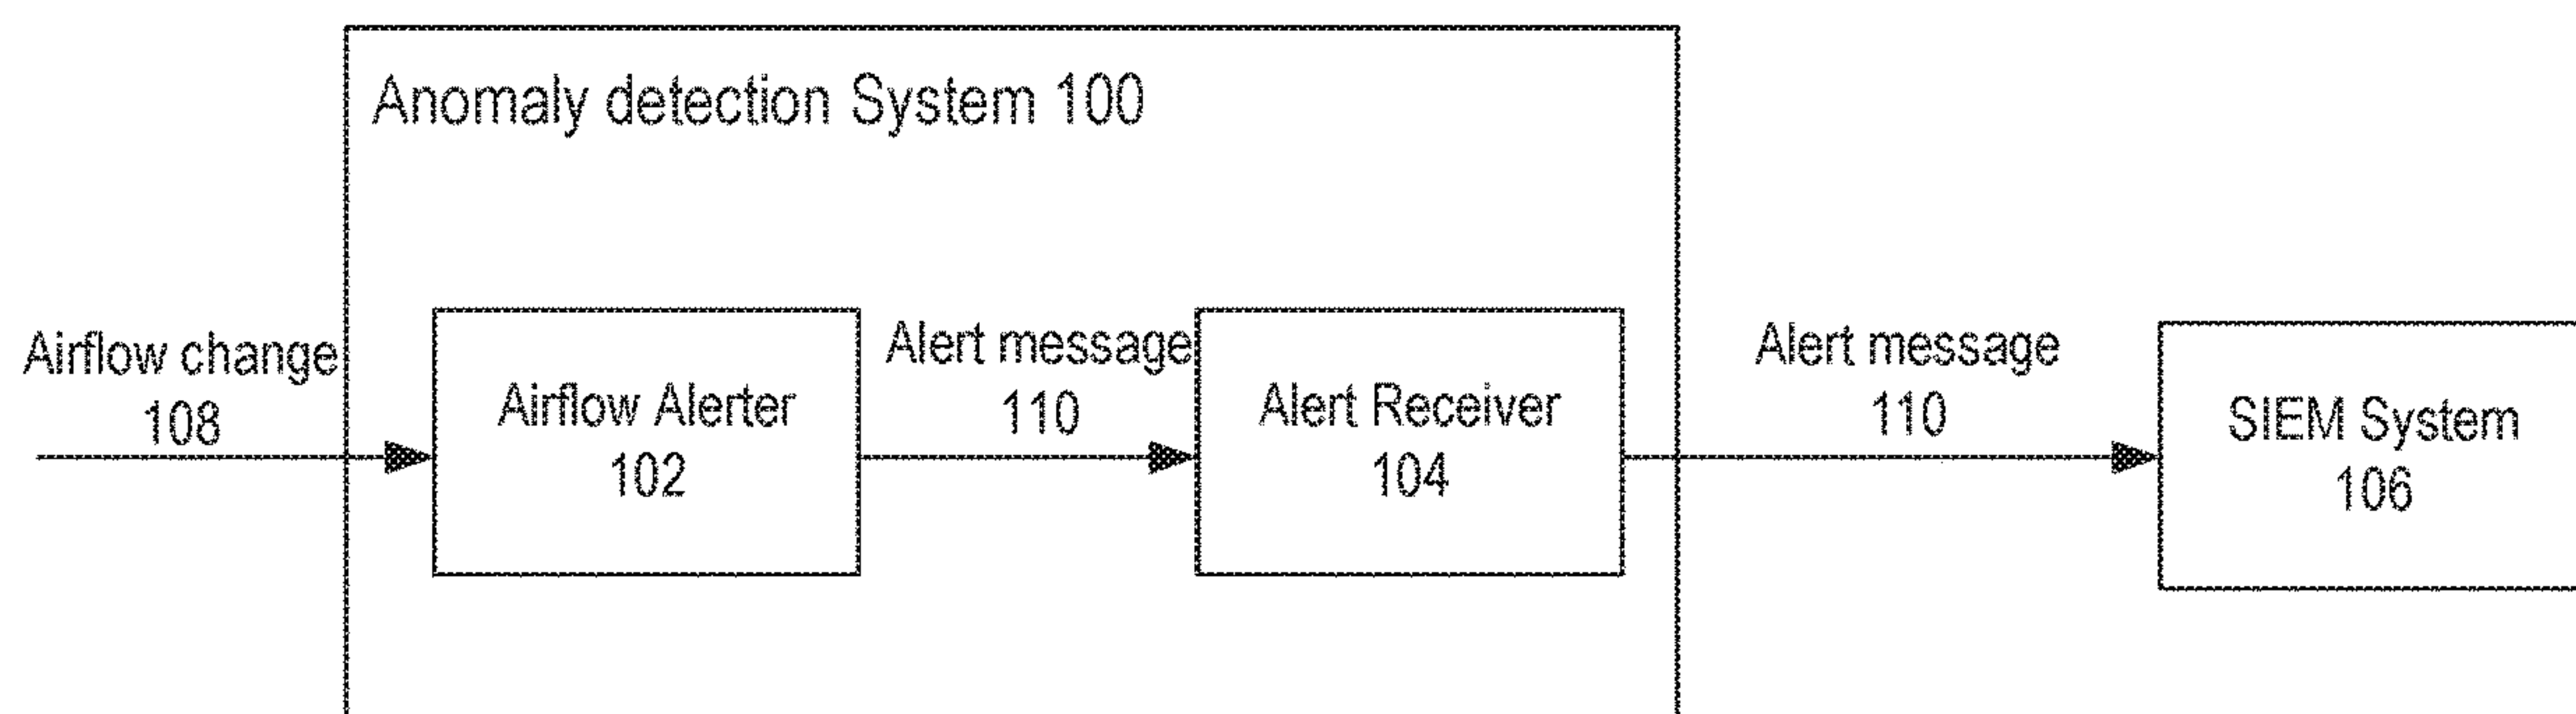 Anomaly detection System 100
Airflow change
108
Airflow Alerter
102
Alert message
110
Alert Receiver
104
Alert message
110
SIEM System
106